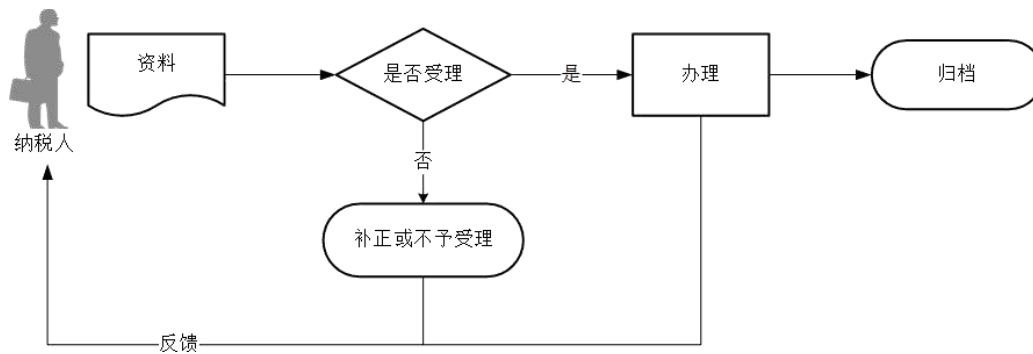 纳税人
资料
是否受理
是
办理
归档
否
补正或不予受理
反馈